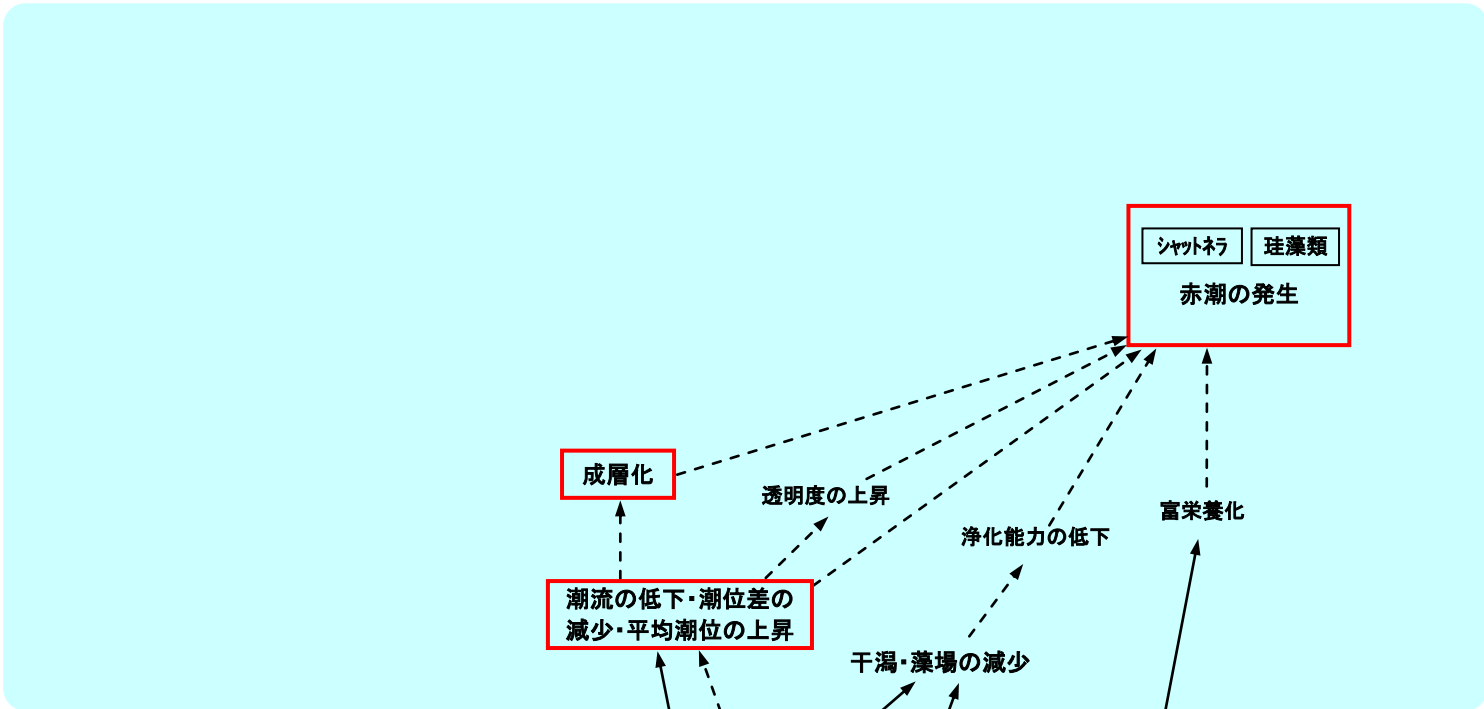 ｼｬｯﾄﾈﾗ
珪藻類
赤潮の発生
成層化
透明度の上昇
富栄養化
浄化能力の低下
潮流の低下・潮位差の
減少・平均潮位の上昇
干潟・藻場の減少